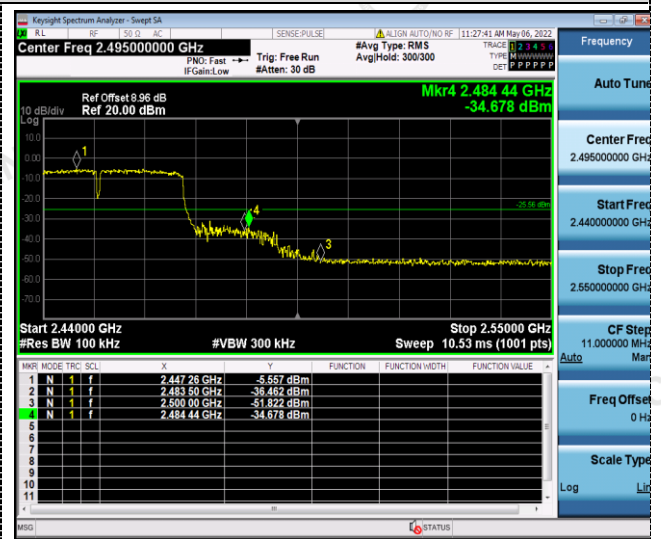 Keysight Spectrum Analyzer - Swept SA
RL RF 50 Ω AC SENSE:PULSE ALIGN AUTO/NO RF 11:27:41 AM May 06, 2022
Center Freq 2.495000000 GHz
PNO: Fast
IFGain:Low
Trig: Free Run
#Atten: 30 dB
#Avg Type: RMS
Avg|Hold: 300/300
TRACE 1 2 3 4 5 6
TYPE MWWWWW
DET P P P P P P
Ref Offset 8.96 dB
10 dB/div Ref 20.00 dBm
Log
Mkr4 2.484 44 GHz
-34.678 dBm
10.0
0.00
-10.0
-20.0
-30.0
-40.0
-50.0
-60.0
-70.0
1
4
3
Start 2.44000 GHz Stop 2.55000 GHz
#Res BW 100 kHz #VBW 300 kHz Sweep 10.53 ms (1001 pts)
MKR MODE TRC SCL X Y FUNCTION FUNCTION WIDTH FUNCTION VALUE
1 N 1 f 2.447 26 GHz -5.557 dBm
2 N 1 f 2.483 50 GHz -36.462 dBm
3 N 1 f 2.500 00 GHz -51.822 dBm
4 N 1 f 2.484 44 GHz -34.678 dBm
5
6
7
8
9
10
11
MSG STATUS
Frequency
Auto Tune
Center Freq
2.495000000 GHz
Start Freq
2.440000000 GHz
Stop Freq
2.550000000 GHz
CF Step
11.000000 MHz
Auto Man
Freq Offset
0 Hz
Scale Type
Log Lin